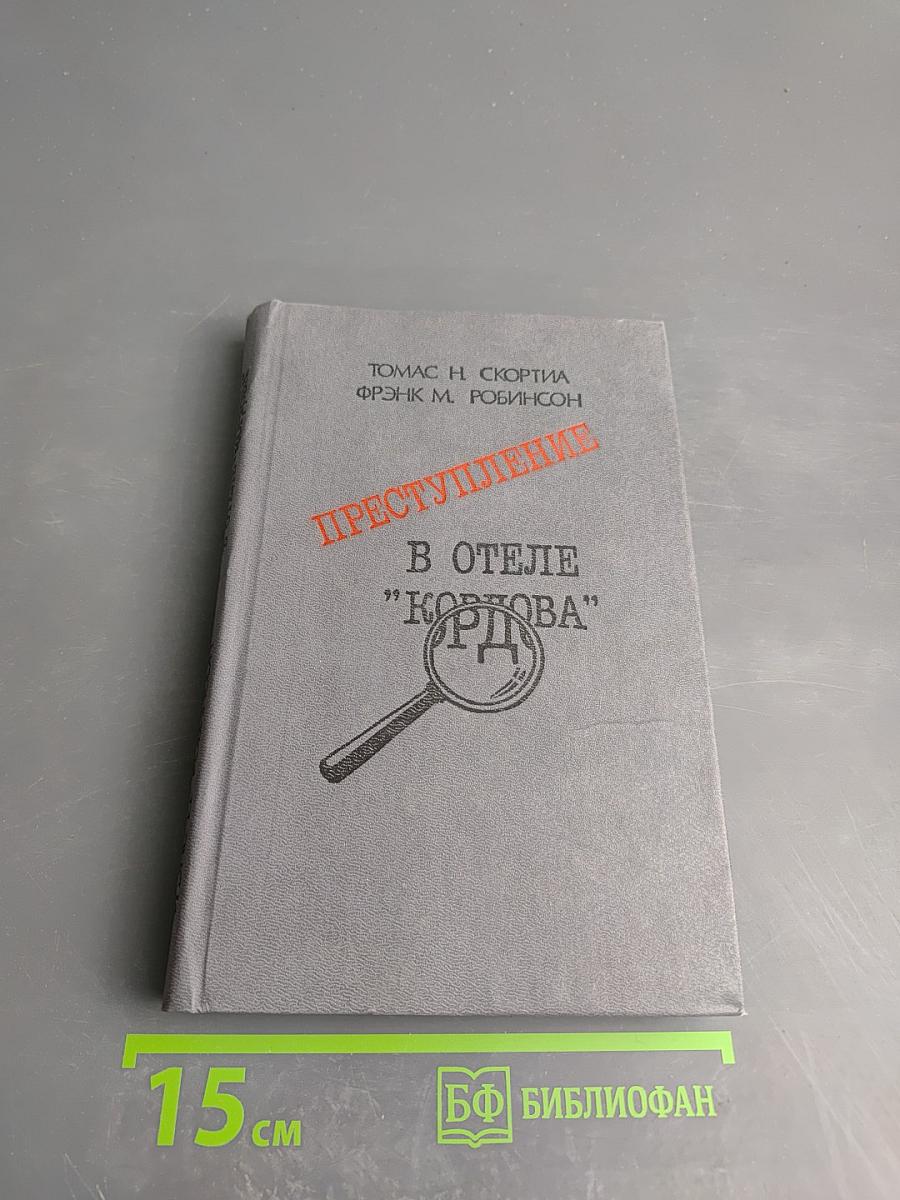 ТОМАС Н. СКОРТИА
ФРЭНК М. РОБИНСОН
ПРЕСТУПЛЕНИЕ
В ОТЕЛЕ
"КОРДОВА"
15 см
БФ БИБЛИОФАН